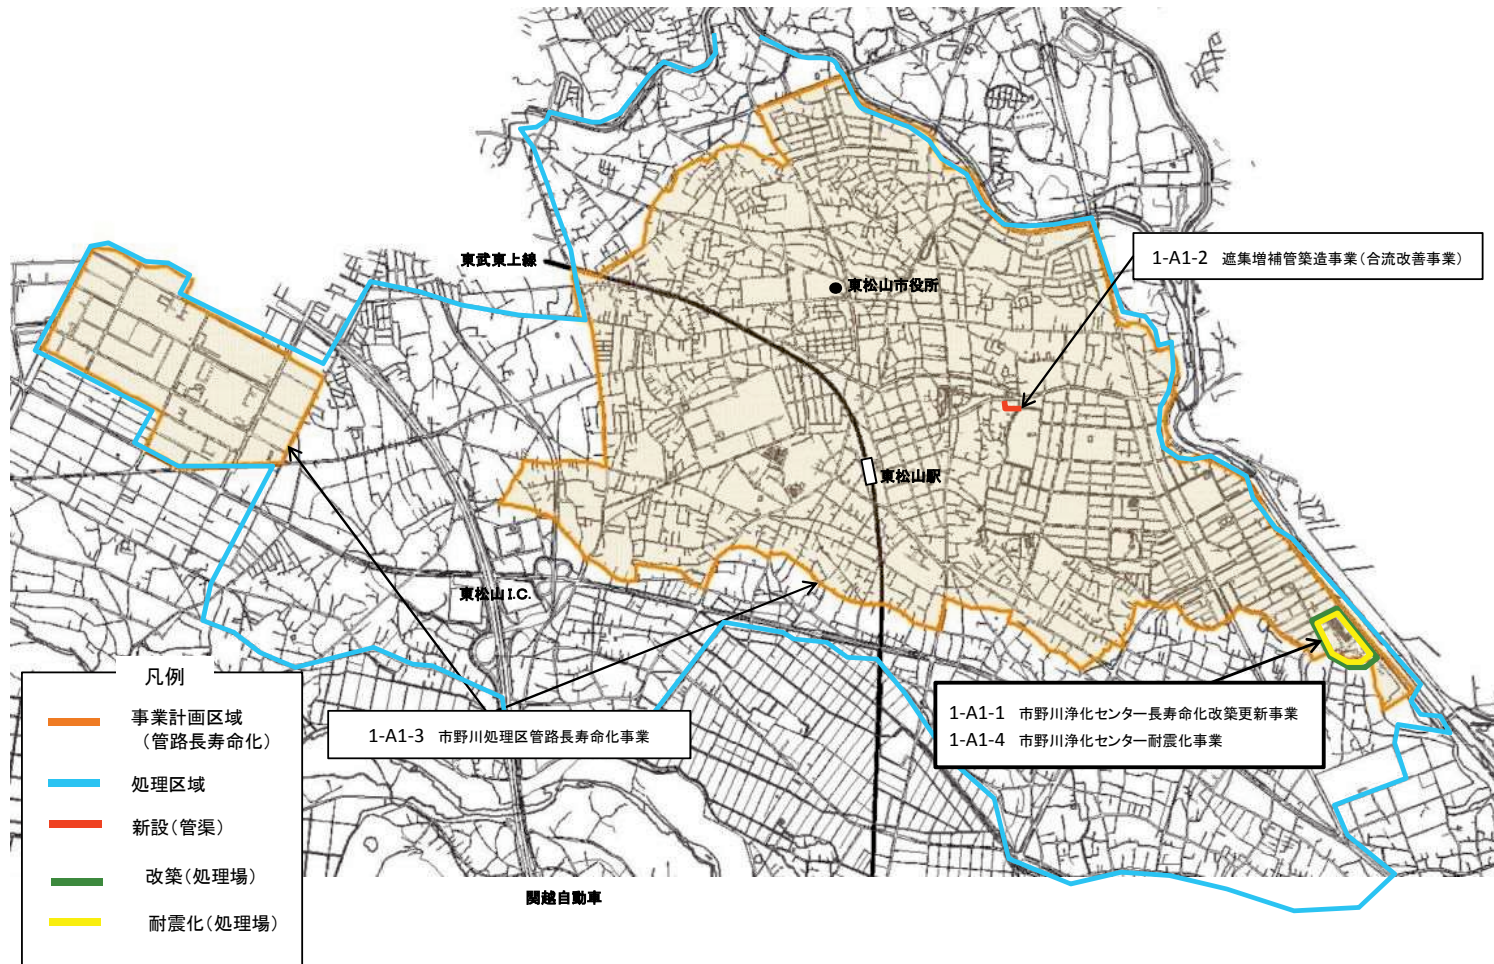 東武東上線
東松山市役所
1-A1-2 遮集増補管築造事業(合流改善事業)
東松山駅
東松山 I.C.
凡例
事業計画区域
(管路長寿命化)
処理区域
新設(管渠)
改築(処理場)
耐震化(処理場)
1-A1-3 市野川処理区管路長寿命化事業
1-A1-1 市野川浄化センター長寿命化改築更新事業
1-A1-4 市野川浄化センター耐震化事業
関越自動車